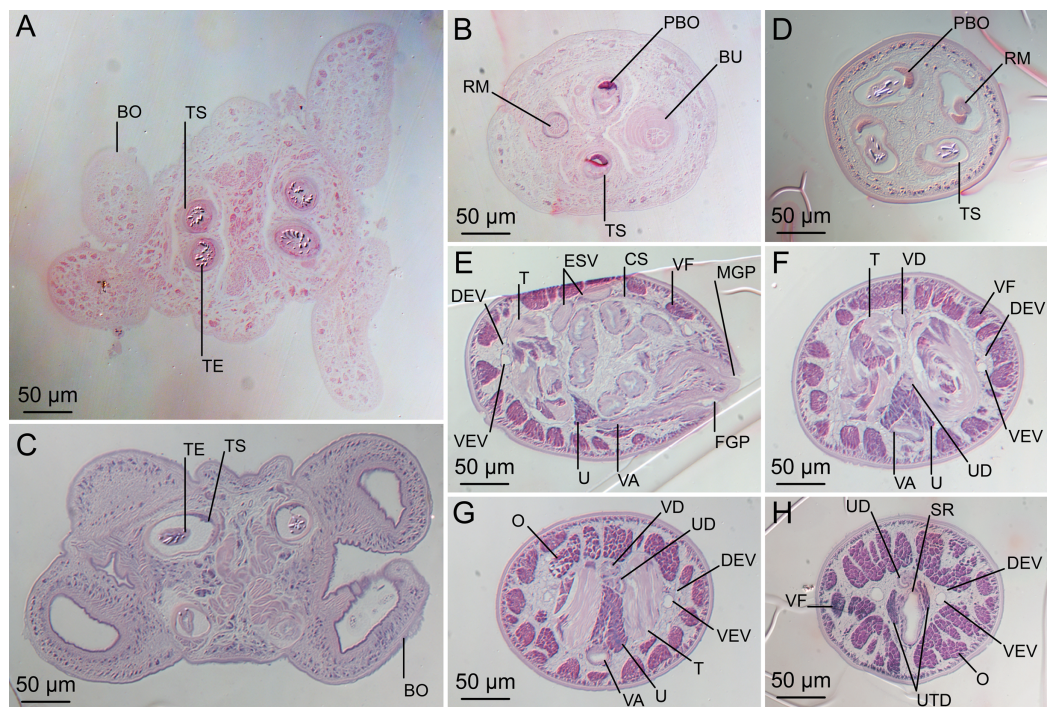 A
BO
TS
TE
50 µm
B
PBO
BU
RM
TS
50 µm
D
PBO
RM
TS
50 µm
C
TE
TS
BO
50 µm
E
T
ESV
CS
VF
MGP
DEV
VEV
U
VA
FGP
50 µm
F
T
VD
VF
DEV
VEV
UD
U
VA
50 µm
G
O
VD
UD
DEV
VEV
T
U
VA
50 µm
H
UD
SR
DEV
VF
VEV
O
UTD
50 µm